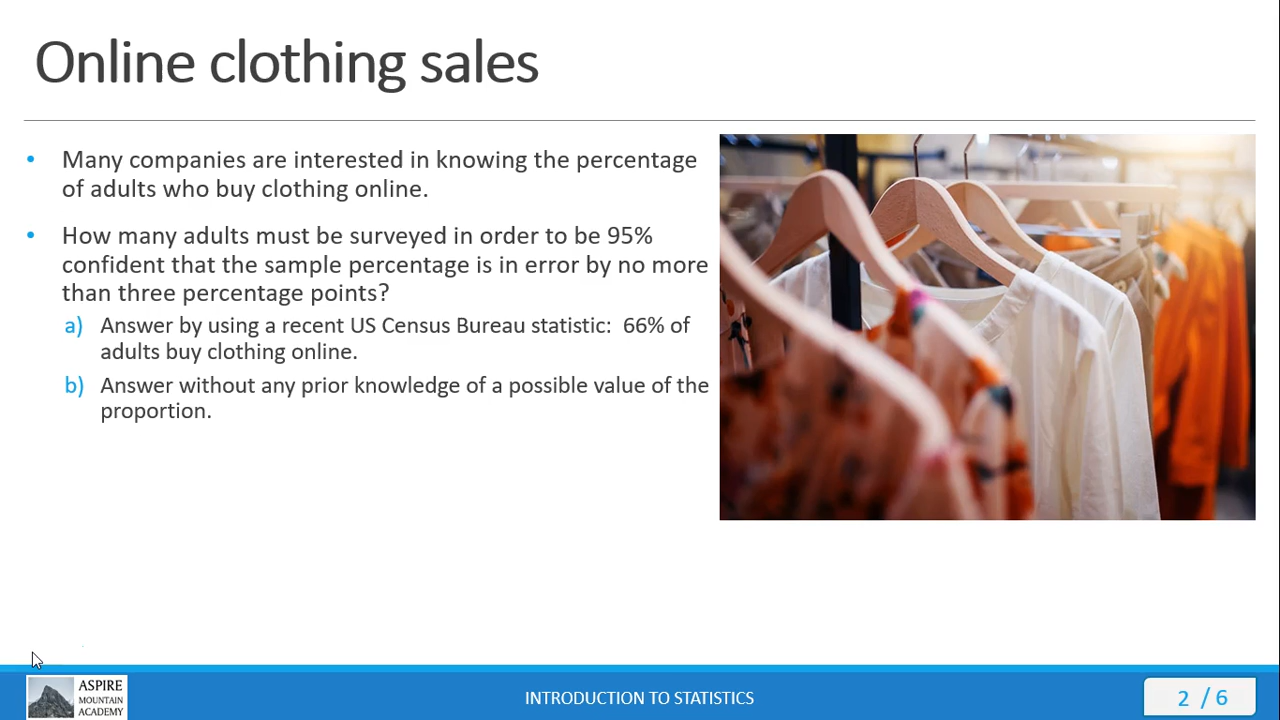 Online clothing sales
• Many companies are interested in knowing the percentage
of adults who buy clothing online.
• How many adults must be surveyed in order to be 95%
confident that the sample percentage is in error by no more
than three percentage points?
a) Answer by using a recent US Census Bureau statistic:  66% of
adults buy clothing online.
b) Answer without any prior knowledge of a possible value of the
proportion.
ASPIRE
MOUNTAIN
ACADEMY
INTRODUCTION TO STATISTICS
2 / 6